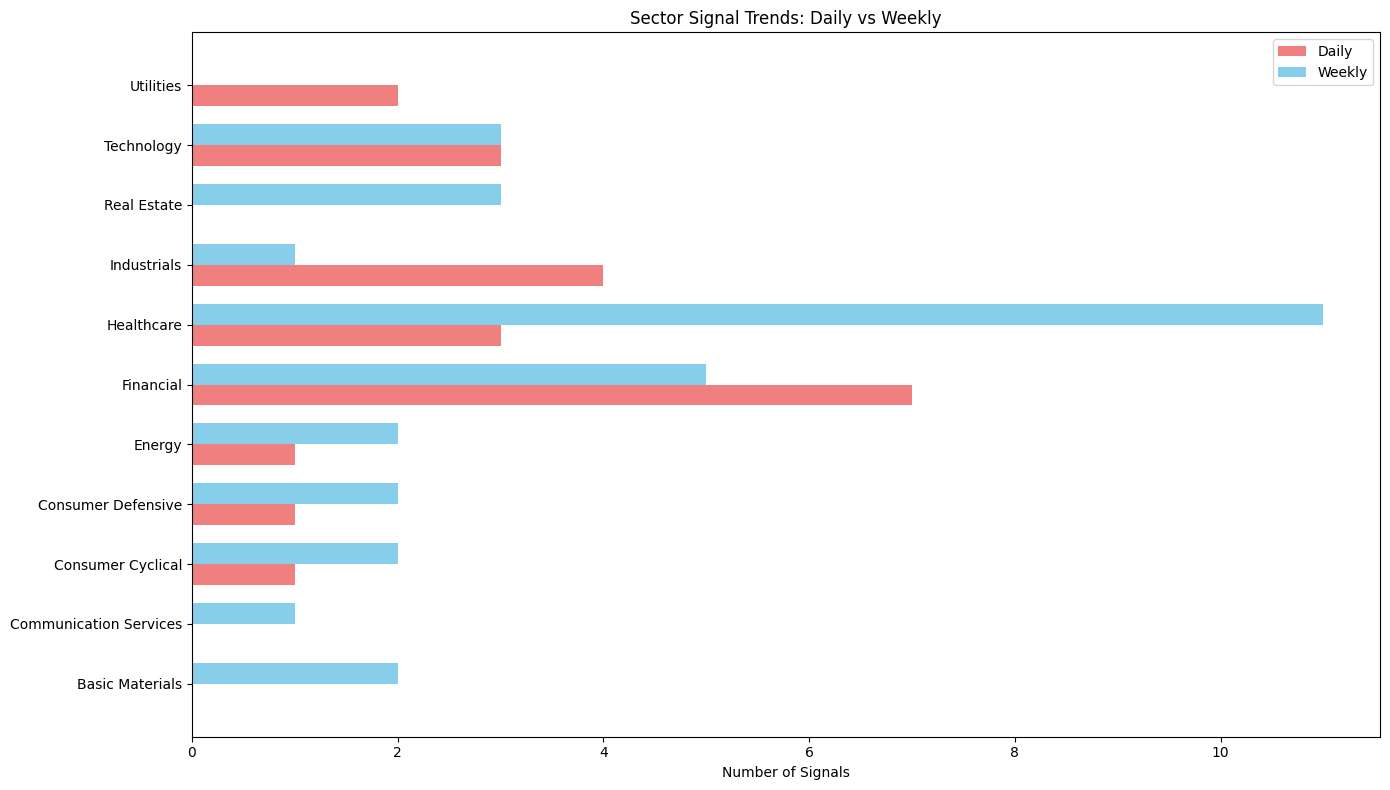 Sector Signal Trends: Daily vs Weekly
Daily
Weekly
Utilities
Technology
Real Estate
Industrials
Healthcare
Financial
Energy
Consumer Defensive
Consumer Cyclical
Communication Services
Basic Materials
0 2 4 6 8 10
Number of Signals